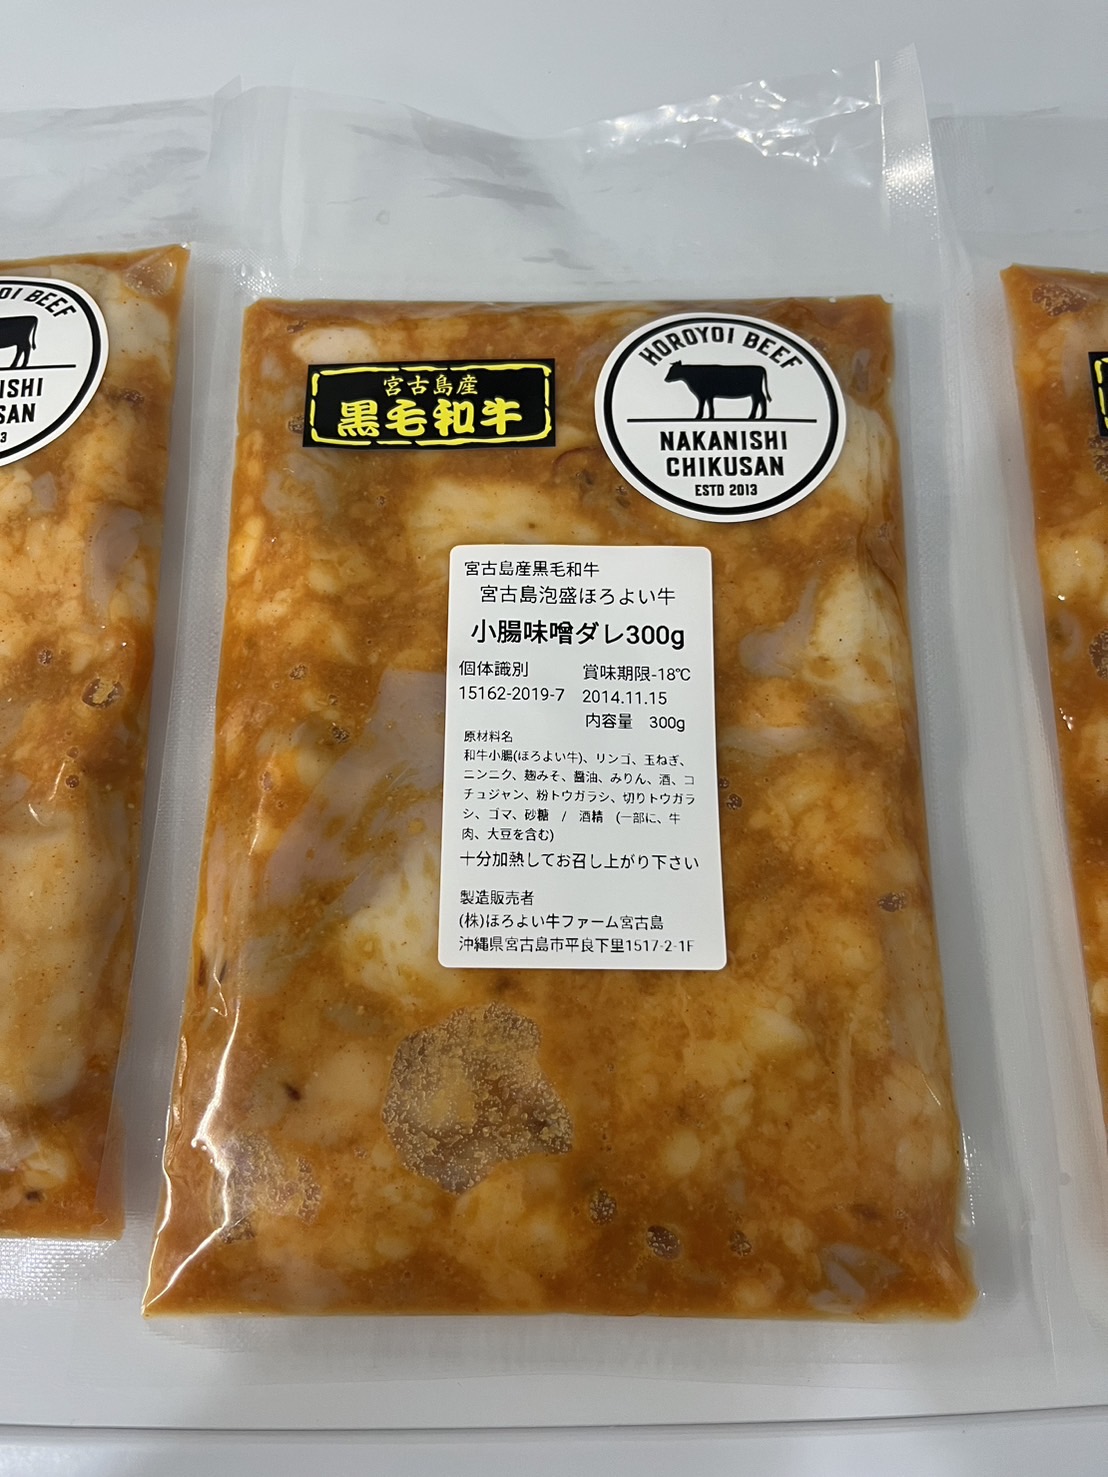 OI BEEF
ISHI
SAN
3
宮古島産
黒毛和牛
HOROYOI BEEF
NAKANISHI
CHIKUSAN
ESTD 2013
宮古島産黒毛和牛
宮古島泡盛ほろよい牛
小腸味噌ダレ300g
個体識別 賞味期限-18℃
15162-2019-7 2014.11.15
内容量 300g
原材料名
和牛小腸(ほろよい牛)、リンゴ、玉ねぎ、
ニンニク、麹みそ、醤油、みりん、酒、コ
チュジャン、粉トウガラシ、切りトウガラ
シ、ゴマ、砂糖 / 酒精 (一部に、牛
肉、大豆を含む)
十分加熱してお召し上がり下さい
製造販売者
(株)ほろよい牛ファーム宮古島
沖縄県宮古島市平良下里1517-2-1F